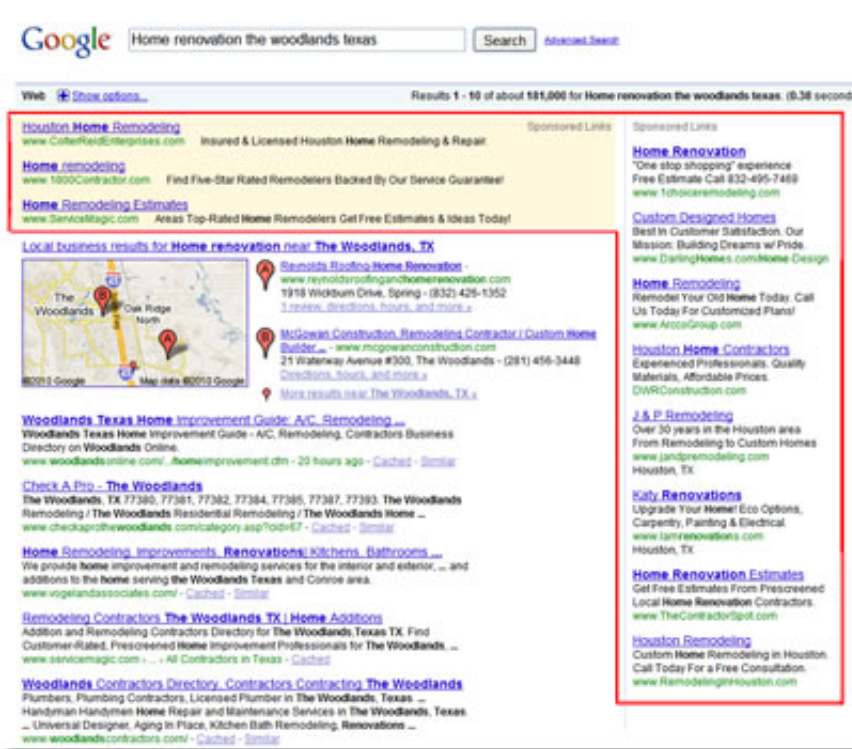 Google
Home renovation the woodlands texas
Search
Advanced Search
Web
Show options...
Results 1 - 10 of about 181,000 for Home renovation the woodlands texas. (0.38 second
Houston Home Remodeling
Sponsored Links
www.ColterReidEnterprises.com Insured & Licensed Houston Home Remodeling & Repair
Home remodeling
www.1800Contractor.com Find Five-Star Rated Remodelers Backed By Our Service Guarantee!
Home Remodeling Estimates
www.ServiceMagic.com Areas Top-Rated Home Remodelers Get Free Estimates & Ideas Today!
Local business results for Home renovation near The Woodlands, TX
The
Woodlands
Oak Ridge
North
©2010 Google
Map data ©2010 Google
A
Reynolds Roofing-Home Renovation -
www.reynoldsroofingandhomerenovation.com
1918 Wickburn Drive, Spring - (832) 426-1352
1 review, directions, hours, and more »
B
McGowan Construction, Remodeling Contractor / Custom Home
Builder ... - www.mcgowanconstruction.com
21 Waterway Avenue #300, The Woodlands - (281) 456-3448
Directions, hours, and more »
More results near The Woodlands, TX »
Woodlands Texas Home Improvement Guide: A/C, Remodeling ...
Woodlands Texas Home Improvement Guide - A/C, Remodeling, Contractors Business
Directory on Woodlands Online.
www.woodlandsonline.com/.../homeimprovement.cfm - 20 hours ago - Cached - Similar
Check A Pro - The Woodlands
The Woodlands, TX 77380, 77381, 77382, 77384, 77385, 77387, 77393. The Woodlands
Remodeling / The Woodlands Residential Remodeling / The Woodlands Home ...
www.checkaprothewoodlands.com/category.asp?oid=67 - Cached - Similar
Home Remodeling, Improvements, Renovations| Kitchens, Bathrooms ...
We provide home improvement and remodeling services for the interior and exterior, ... and
additions to the home serving the Woodlands Texas and Conroe area.
www.vogelandassociates.com/ - Cached - Similar
Remodeling Contractors The Woodlands TX | Home Additions
Addition and Remodeling Contractors Directory for The Woodlands,Texas TX. Find
Customer-Rated, Prescreened Home Improvement Professionals for The Woodlands, ...
www.servicemagic.com › ... › All Contractors in Texas - Cached
Woodlands Contractors Directory. Contractors Contracting The Woodlands
Plumbers, Plumbing Contractors, Licensed Plumber in The Woodlands, Texas ...
Handyman Handymen Home Repair and Maintenance Services in The Woodlands, Texas
... Universal Designer, Aging In Place, Kitchen Bath Remodeling, Renovations ...
www.woodlandscontractors.com/ - Cached - Similar
Sponsored Links
Home Renovation
"One stop shopping" experience
Free Estimate Call 832-495-7469
www.1choiceremodeling.com
Custom Designed Homes
Best In Customer Satisfaction. Our
Mission: Building Dreams w/ Pride.
www.DarlingHomes.com/Home-Design
Home Remodeling
Remodel Your Old Home Today. Call
Us Today For Customized Plans!
www.ArccoGroup.com
Houston Home Contractors
Experienced Professionals. Quality
Materials, Affordable Prices.
DWRConstruction.com
J & P Remodeling
Over 30 years in the Houston area
From Remodeling to Custom Homes
www.jandpremodeling.com
Houston, TX
Katy Renovations
Upgrade Your Home! Eco Options,
Carpentry, Painting & Electrical.
www.iamrenovations.com
Houston, TX
Home Renovation Estimates
Get Free Estimates From Prescreened
Local Home Renovation Contractors.
www.TheContractorSpot.com
Houston Remodeling
Custom Home Remodeling in Houston.
Call Today For a Free Consultation.
www.RemodelingInHouston.com